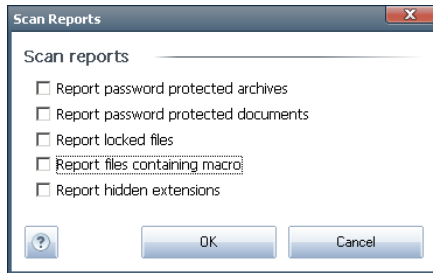 Scan Reports
Scan reports
Report password protected archives
Report password protected documents
Report locked files
Report files containing macro
Report hidden extensions
?
OK
Cancel